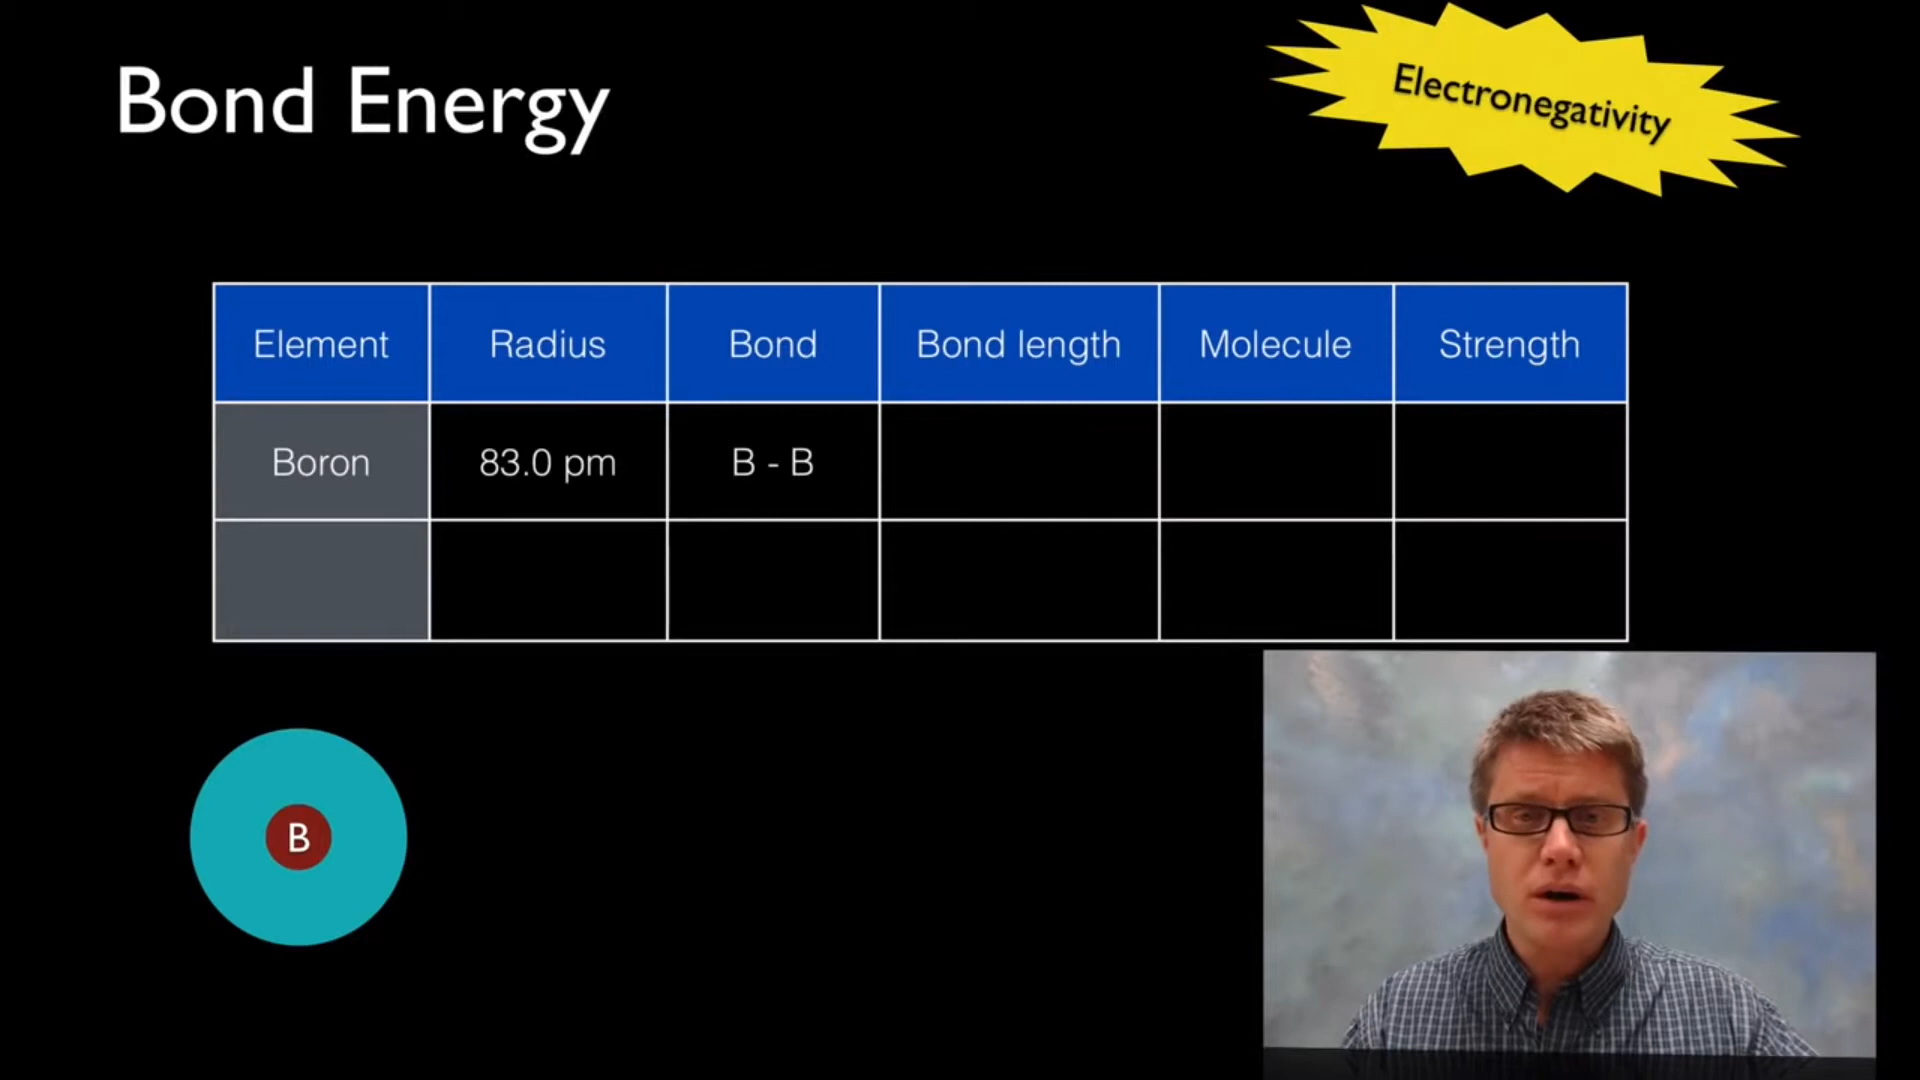 Bond Energy
Electronegativity
Element Radius Bond Bond length Molecule Strength
Boron 83.0 pm B - B
B